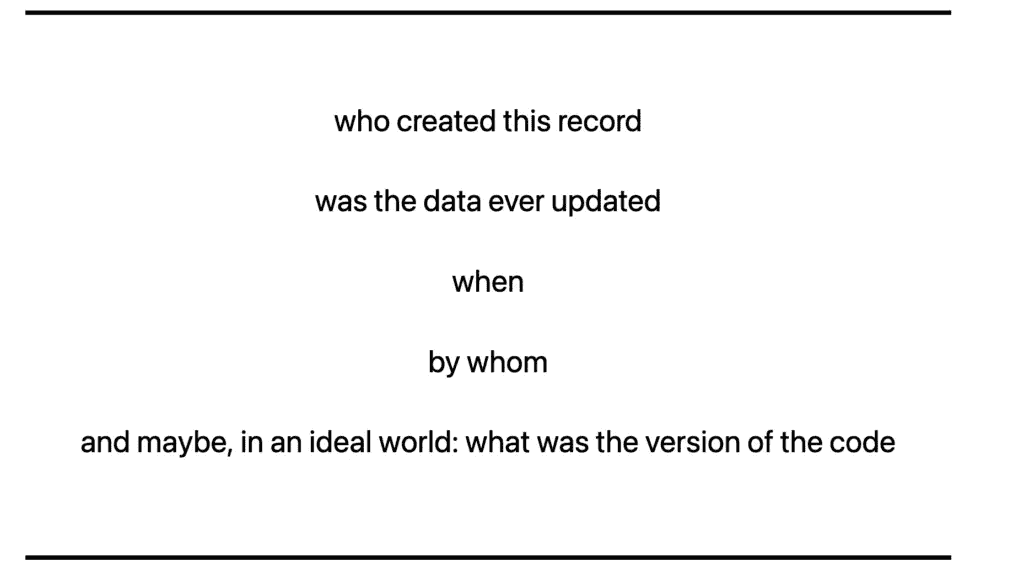 who created this record
was the data ever updated
when
by whom
and maybe, in an ideal world: what was the version of the code